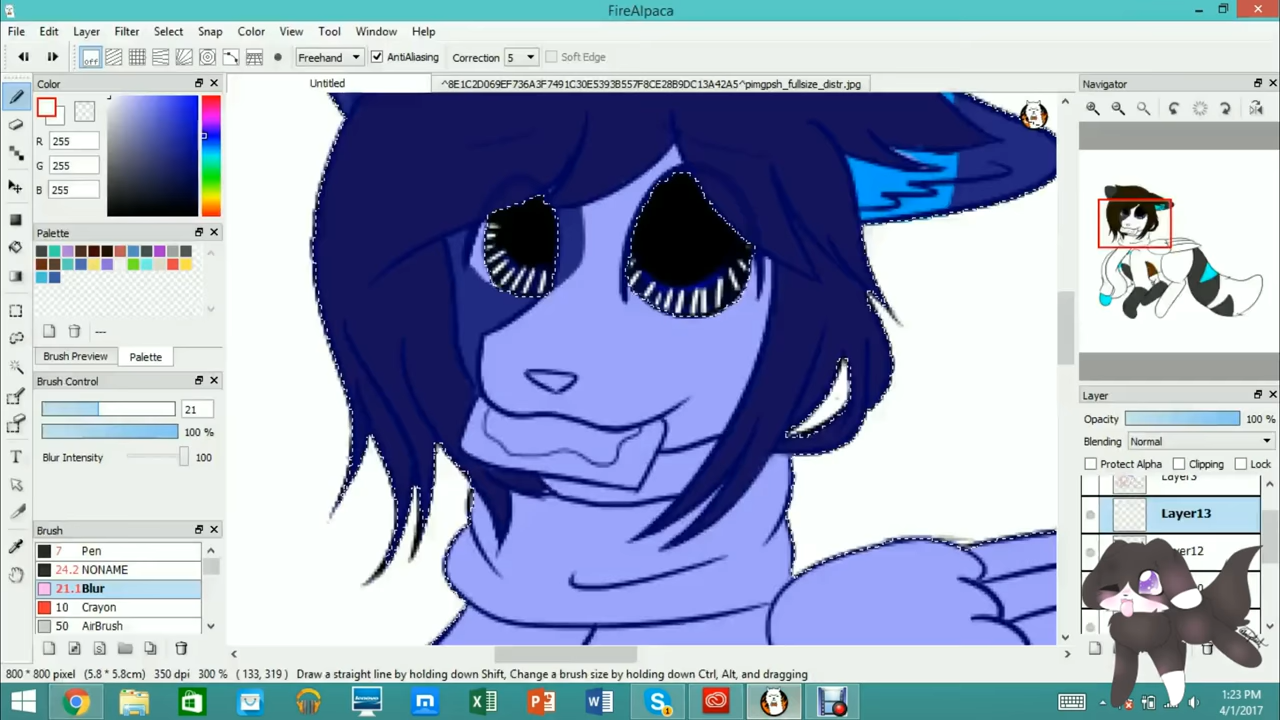 FireAlpaca
File Edit Layer Filter Select Snap Color View Tool Window Help
off Freehand AntiAliasing Correction 5 Soft Edge
Color
Untitled
^8E1C2D069EF736A3F7491C30E5393B557F8CE28B9DC13A42A5^pimgpsh_fullsize_distr.jpg
Navigator
R 255
G 255
B 255
Palette
---
Brush Preview Palette
Brush Control
21
100 %
Blur Intensity 100
Brush
7 Pen
24.2 NONAME
21.1 Blur
10 Crayon
50 AirBrush
Layer
Opacity 100 %
Blending Normal
Protect Alpha Clipping Lock
Layer3
Layer13
800 * 800 pixel (5.8 * 5.8cm) 350 dpi 300 % (133, 319) Draw a straight line by holding down Shift, Change a brush size by holding down Ctrl, Alt, and dragging
1:23 PM
4/1/2017